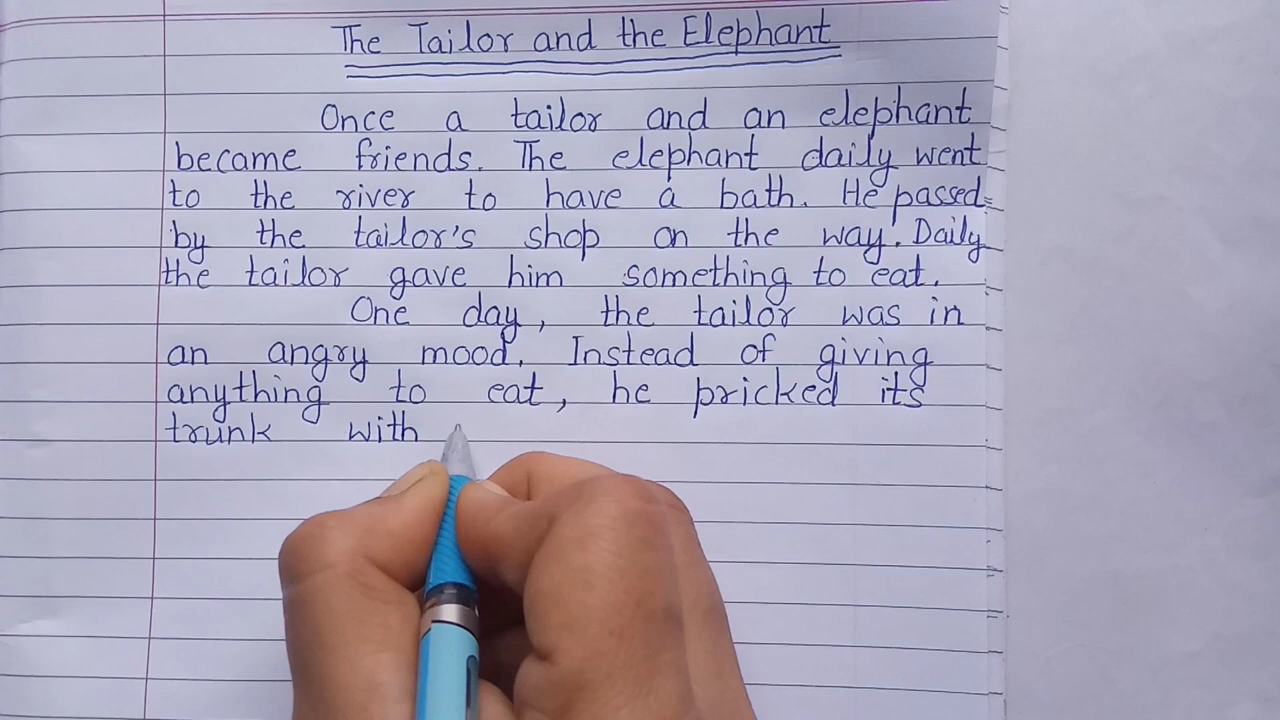 The Tailor and the Elephant
Once a tailor and an elephant
became friends. The elephant daily went
to the river to have a bath. He passed
by the tailor's shop on the way. Daily
the tailor gave him something to eat.
One day, the tailor was in
an angry mood. Instead of giving
anything to eat, he pricked its
trunk with